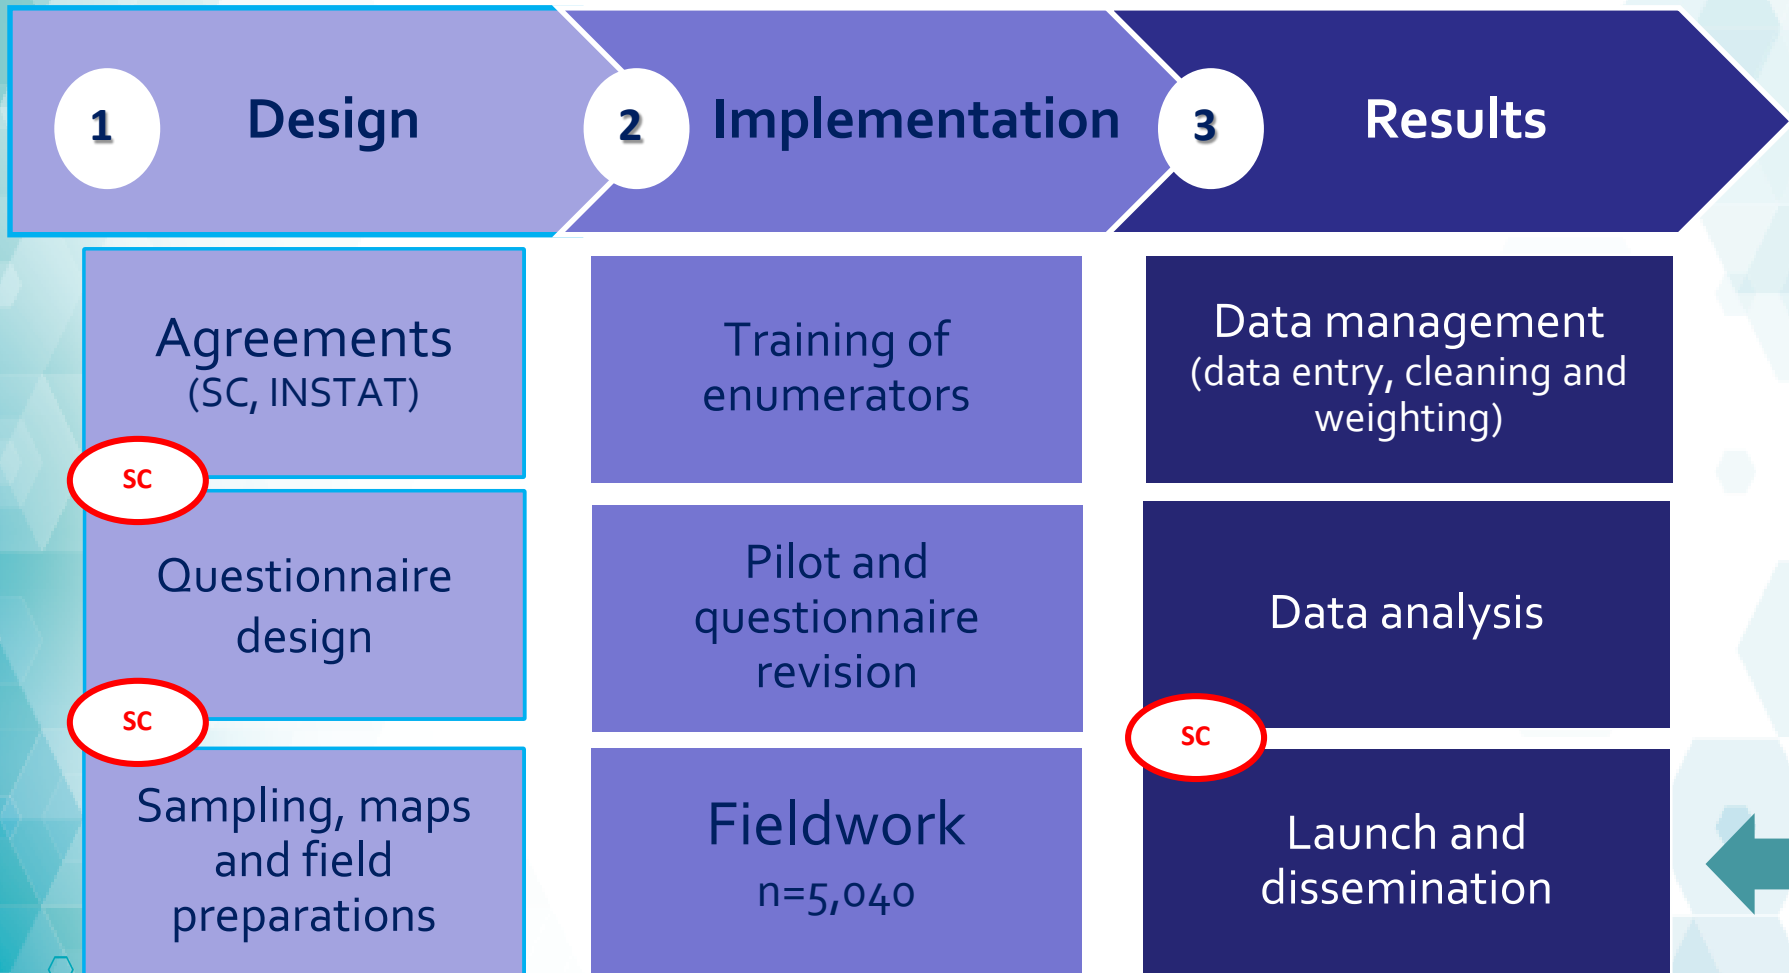 1
Design
2
Implementation
3
Results
Agreements
(SC, INSTAT)
SC
Questionnaire
design
SC
Sampling, maps
and field
preparations
Training of
enumerators
Pilot and
questionnaire
revision
Fieldwork
n=5,040
Data management
(data entry, cleaning and
weighting)
Data analysis
SC
Launch and
dissemination